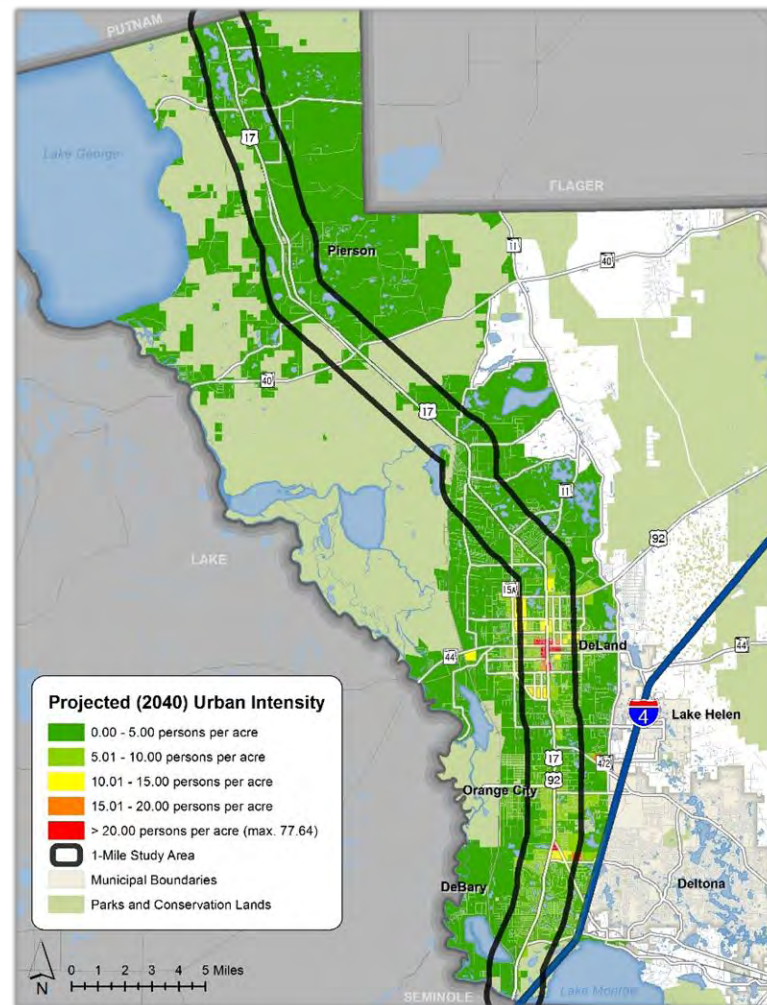 PUTNAM
Lake George
17
FLAGER
11
Pierson
40
40
17
11
92
LAKE
15A
DeLand
44
44
4
Lake Helen
Projected (2040) Urban Intensity
0.00 - 5.00 persons per acre
5.01 - 10.00 persons per acre
10.01 - 15.00 persons per acre
15.01 - 20.00 persons per acre
> 20.00 persons per acre (max. 77.64)
1-Mile Study Area
Municipal Boundaries
Parks and Conservation Lands
17
92
472
Orange City
DeBary
Deltona
N
0 1 2 3 4 5 Miles
SEMINOLE
Lake Monroe